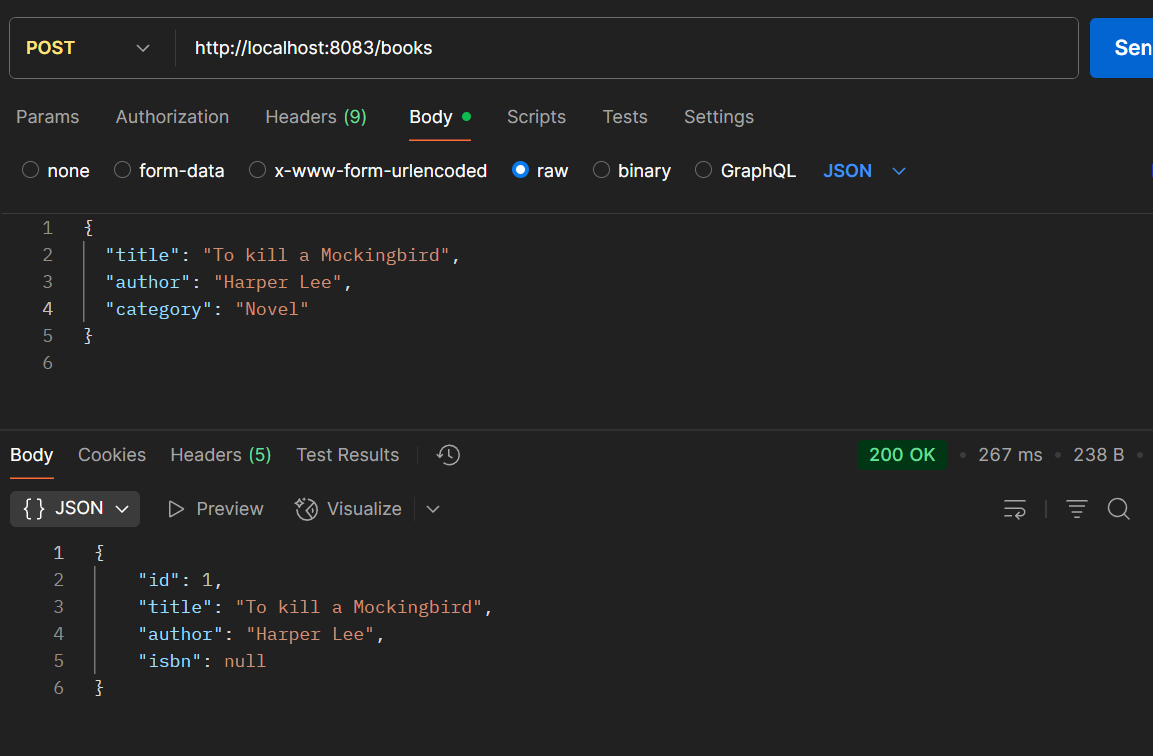 POST http://localhost:8083/books
Params Authorization Headers (9) Body Scripts Tests Settings
none form-data x-www-form-urlencoded raw binary GraphQL JSON
1 {
2 "title": "To kill a Mockingbird",
3 "author": "Harper Lee",
4 "category": "Novel"
5 }
6
Body Cookies Headers (5) Test Results 200 OK • 267 ms • 238 B •
{} JSON Preview Visualize
1 {
2 "id": 1,
3 "title": "To kill a Mockingbird",
4 "author": "Harper Lee",
5 "isbn": null
6 }